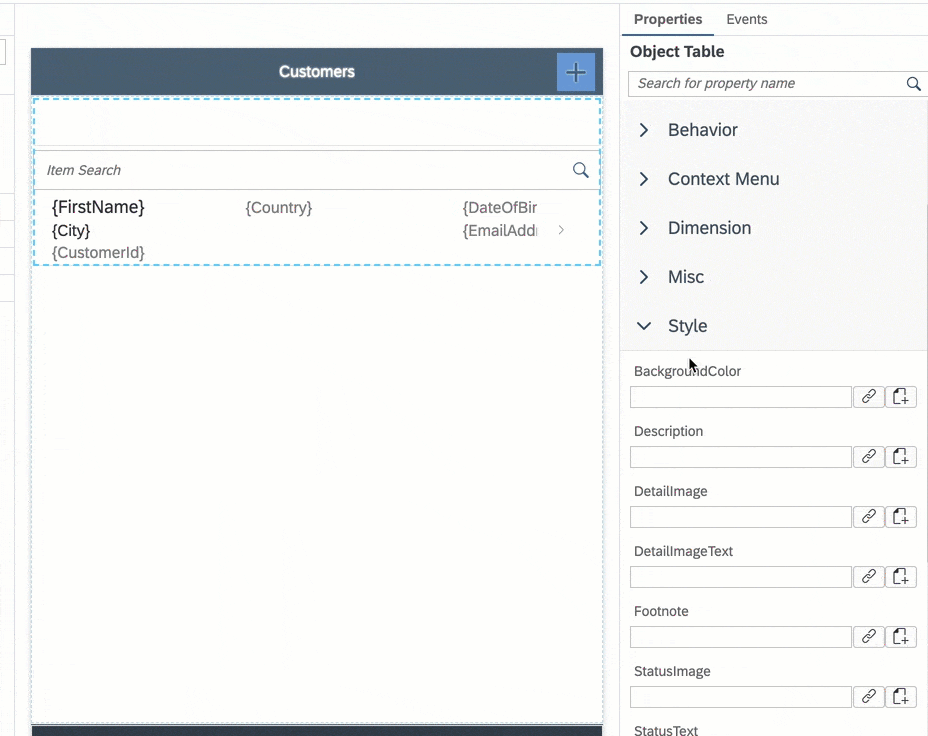 Properties Events
Object Table
Search for property name
Customers
Item Search
{FirstName} {Country} {DateOfBir
{City} {EmailAdd
{CustomerId}
Behavior
Context Menu
Dimension
Misc
Style
BackgroundColor
Description
DetailImage
DetailImageText
Footnote
StatusImage
StatusText